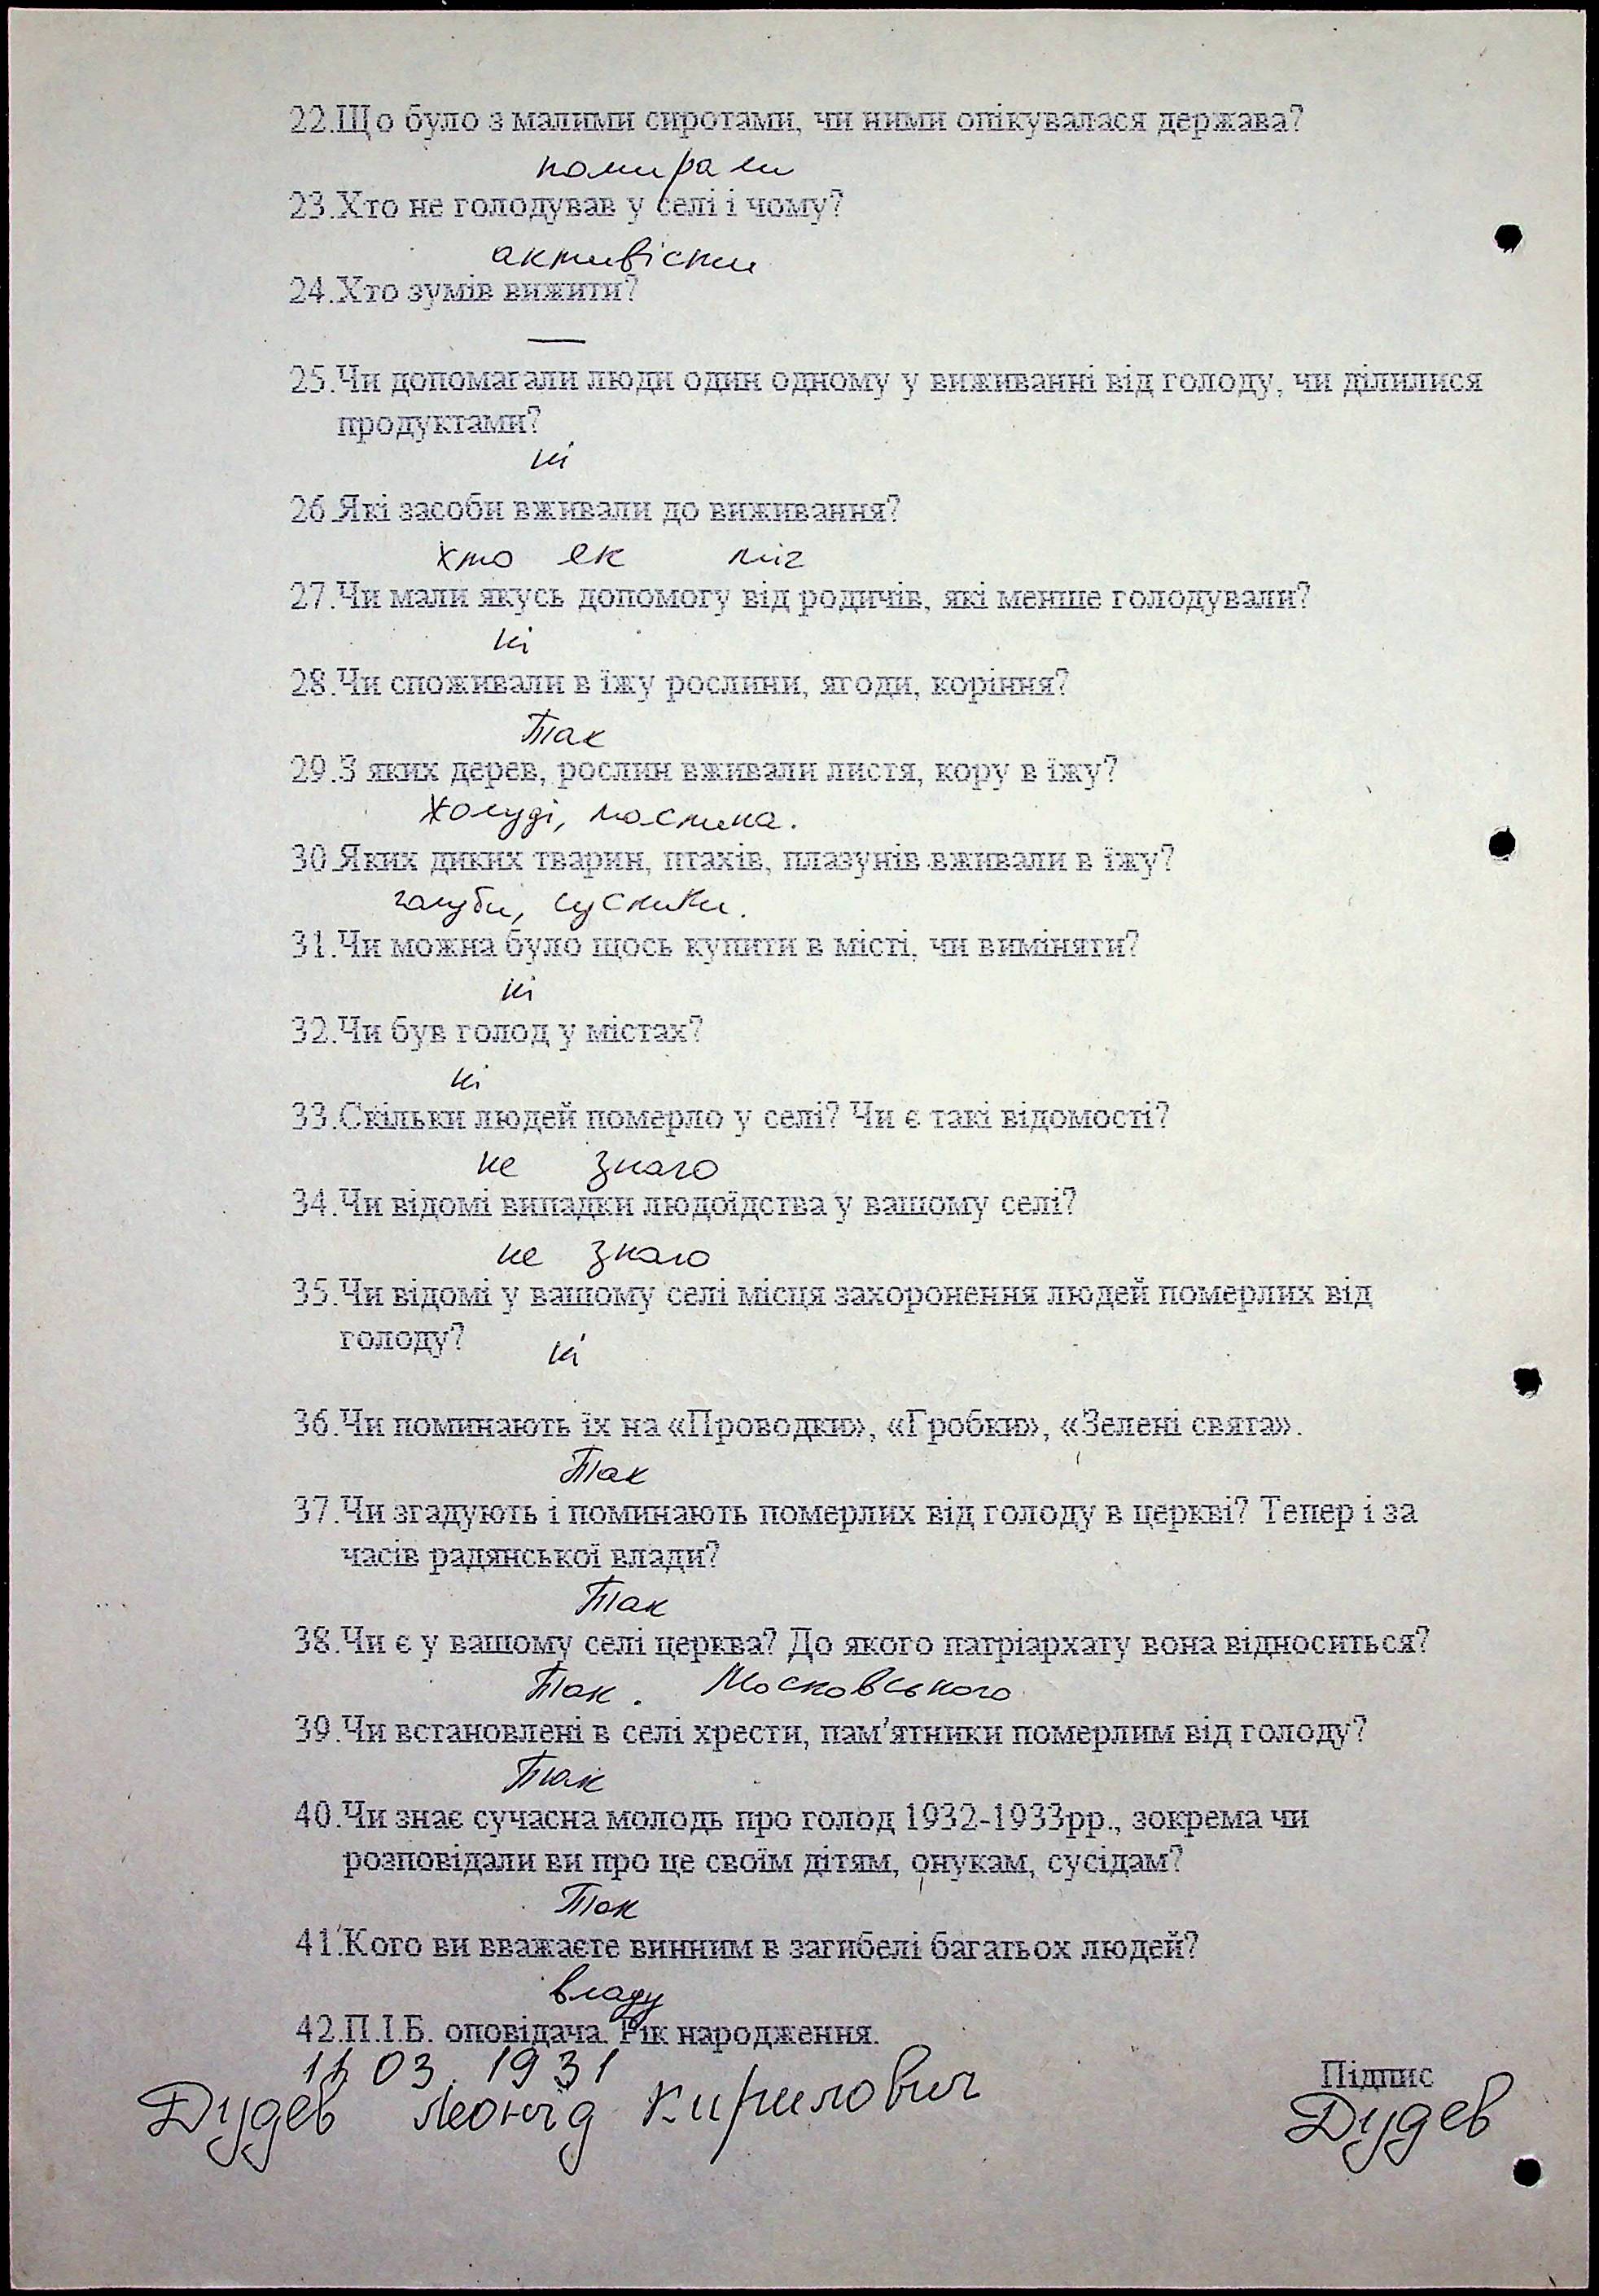 22.Що було з малими сиротами, чи ними опікувалася держава?
помирали
23.Хто не голодував у селі і чому?
активісти
24.Хто зумів вижити?
—
25.Чи допомагали люди один одному у виживанні від голоду, чи ділилися
продуктами?
ні
26.Які засоби вживали до виживання?
хто як міг
27.Чи мали якусь допомогу від родичів, які менше голодували?
ні
28.Чи споживали в їжу рослини, ягоди, коріння?
Так
29.З яких дерев, рослин вживали листя, кору в їжу?
Жолуді,
30.Яких диких тварин, птахів, плазунів вживали в їжу?
голуби, суслики.
31.Чи можна було щось купити в місті, чи виміняти?
ні
32.Чи був голод у містах?
ні
33.Скільки людей померло у селі? Чи є такі відомості?
не знаю
34.Чи відомі випадки людоїдства у вашому селі?
не знаю
35.Чи відомі у вашому селі місця захоронення людей померлих від
голоду? ні
36.Чи поминають їх на «Проводки», «Гробки», «Зелені свята».
Так
37.Чи згадують і поминають померлих від голоду в церкві? Тепер і за
часів радянської влади?
Так
38.Чи є у вашому селі церква? До якого патріархату вона відноситься?
Так. Московського
39.Чи встановлені в селі хрести, пам'ятники померлим від голоду?
Так
40.Чи знає сучасна молодь про голод 1932-1933рр., зокрема чи
розповідали ви про це своїм дітям, онукам, сусідам?
Так
41.Кого ви вважаєте винним в загибелі багатьох людей?
владу
42.П.І.Б. оповідача. Рік народження.
03. 1931
Підпис
Дудев Леонід Кирилович Дудев